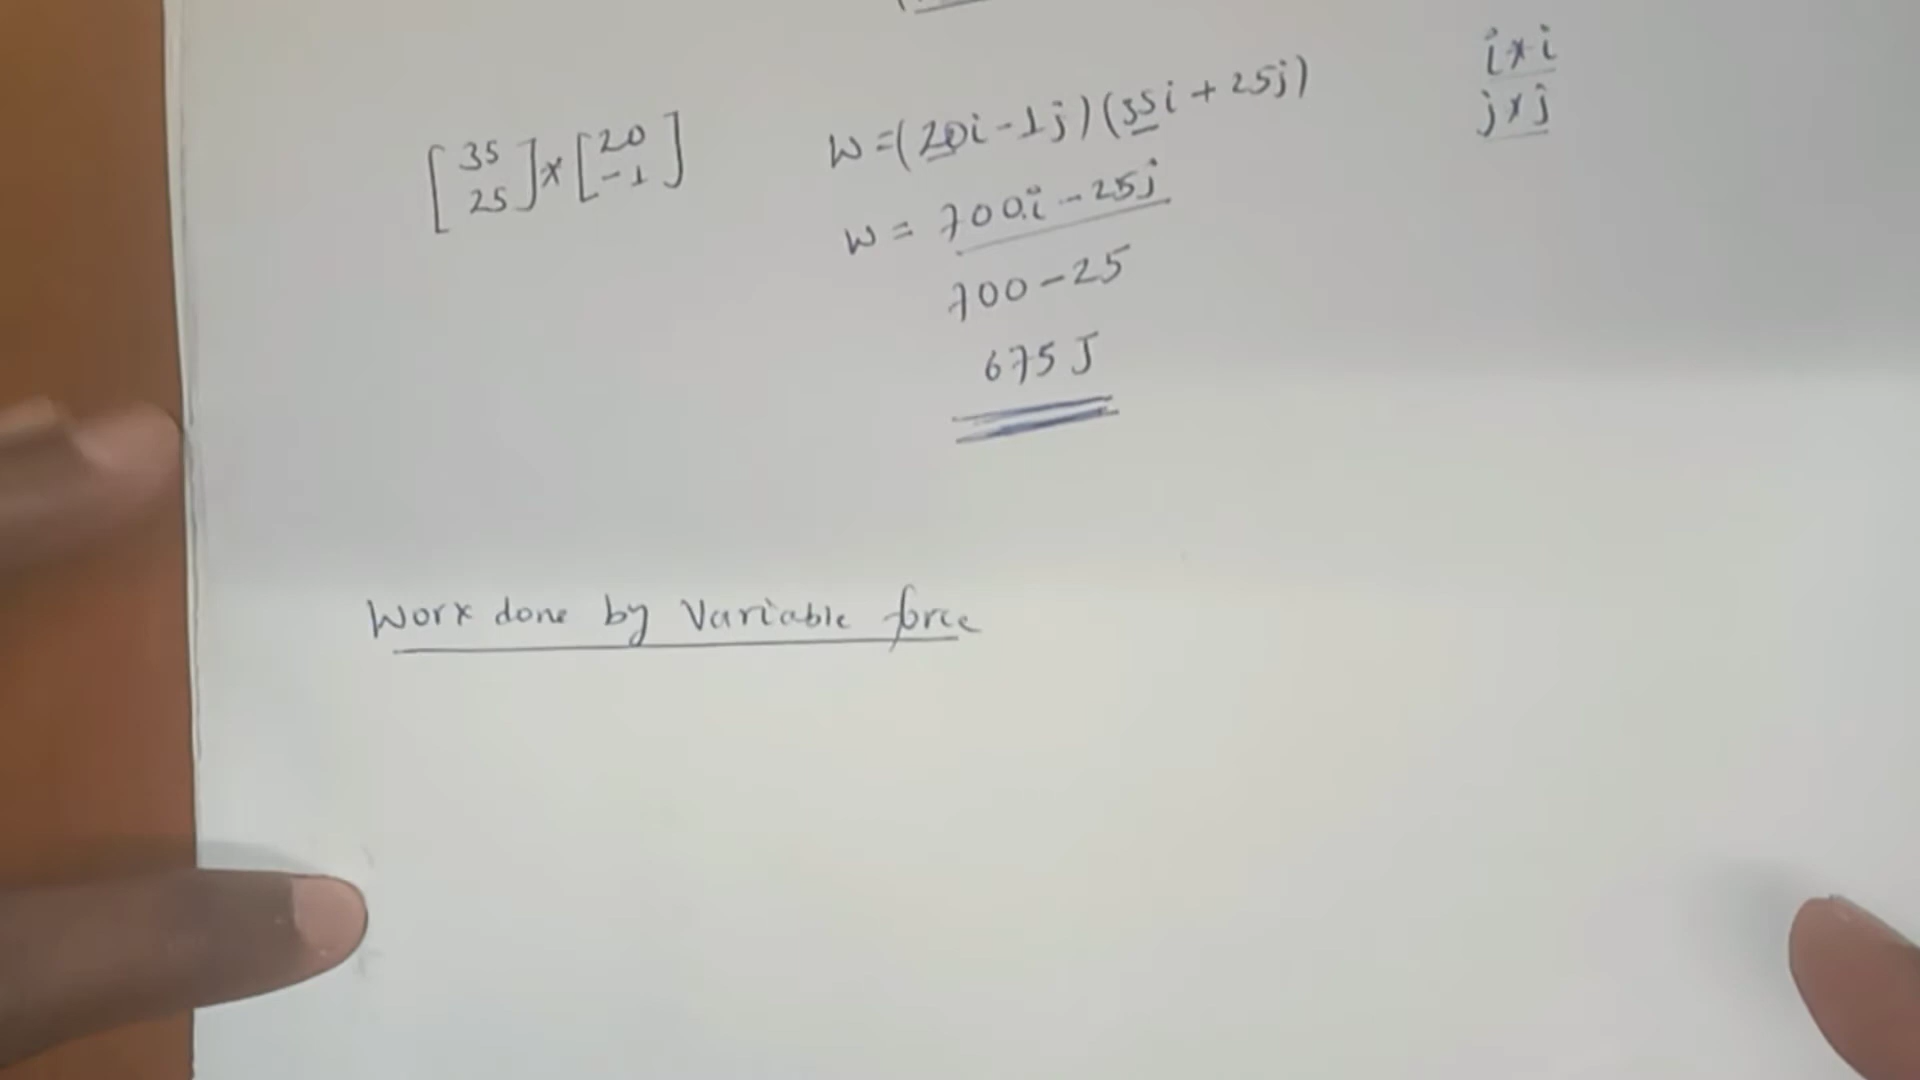 [35 25] × [20 -1]
W = (20i - 1j)(35i + 25j)
W = 700i - 25j
700 - 25
675 J
i × i
j × j
Work done by Variable force